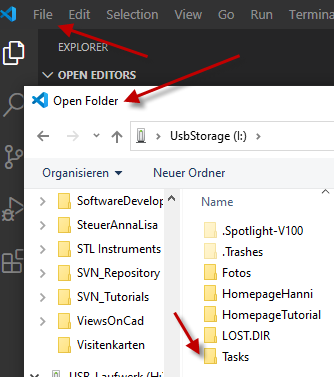 File Edit Selection View Go Run Termina
EXPLORER
OPEN EDITORS
Open Folder
UsbStorage (I:)
Organisieren Neuer Ordner
Name
SoftwareDevelop
SteuerAnnaLisa
STL Instruments
SVN_Repository
SVN_Tutorials
ViewsOnCad
Visitenkarten
USB-Laufwerk (H:)
.Spotlight-V100
.Trashes
Fotos
HomepageHanni
HomepageTutorial
LOST.DIR
Tasks